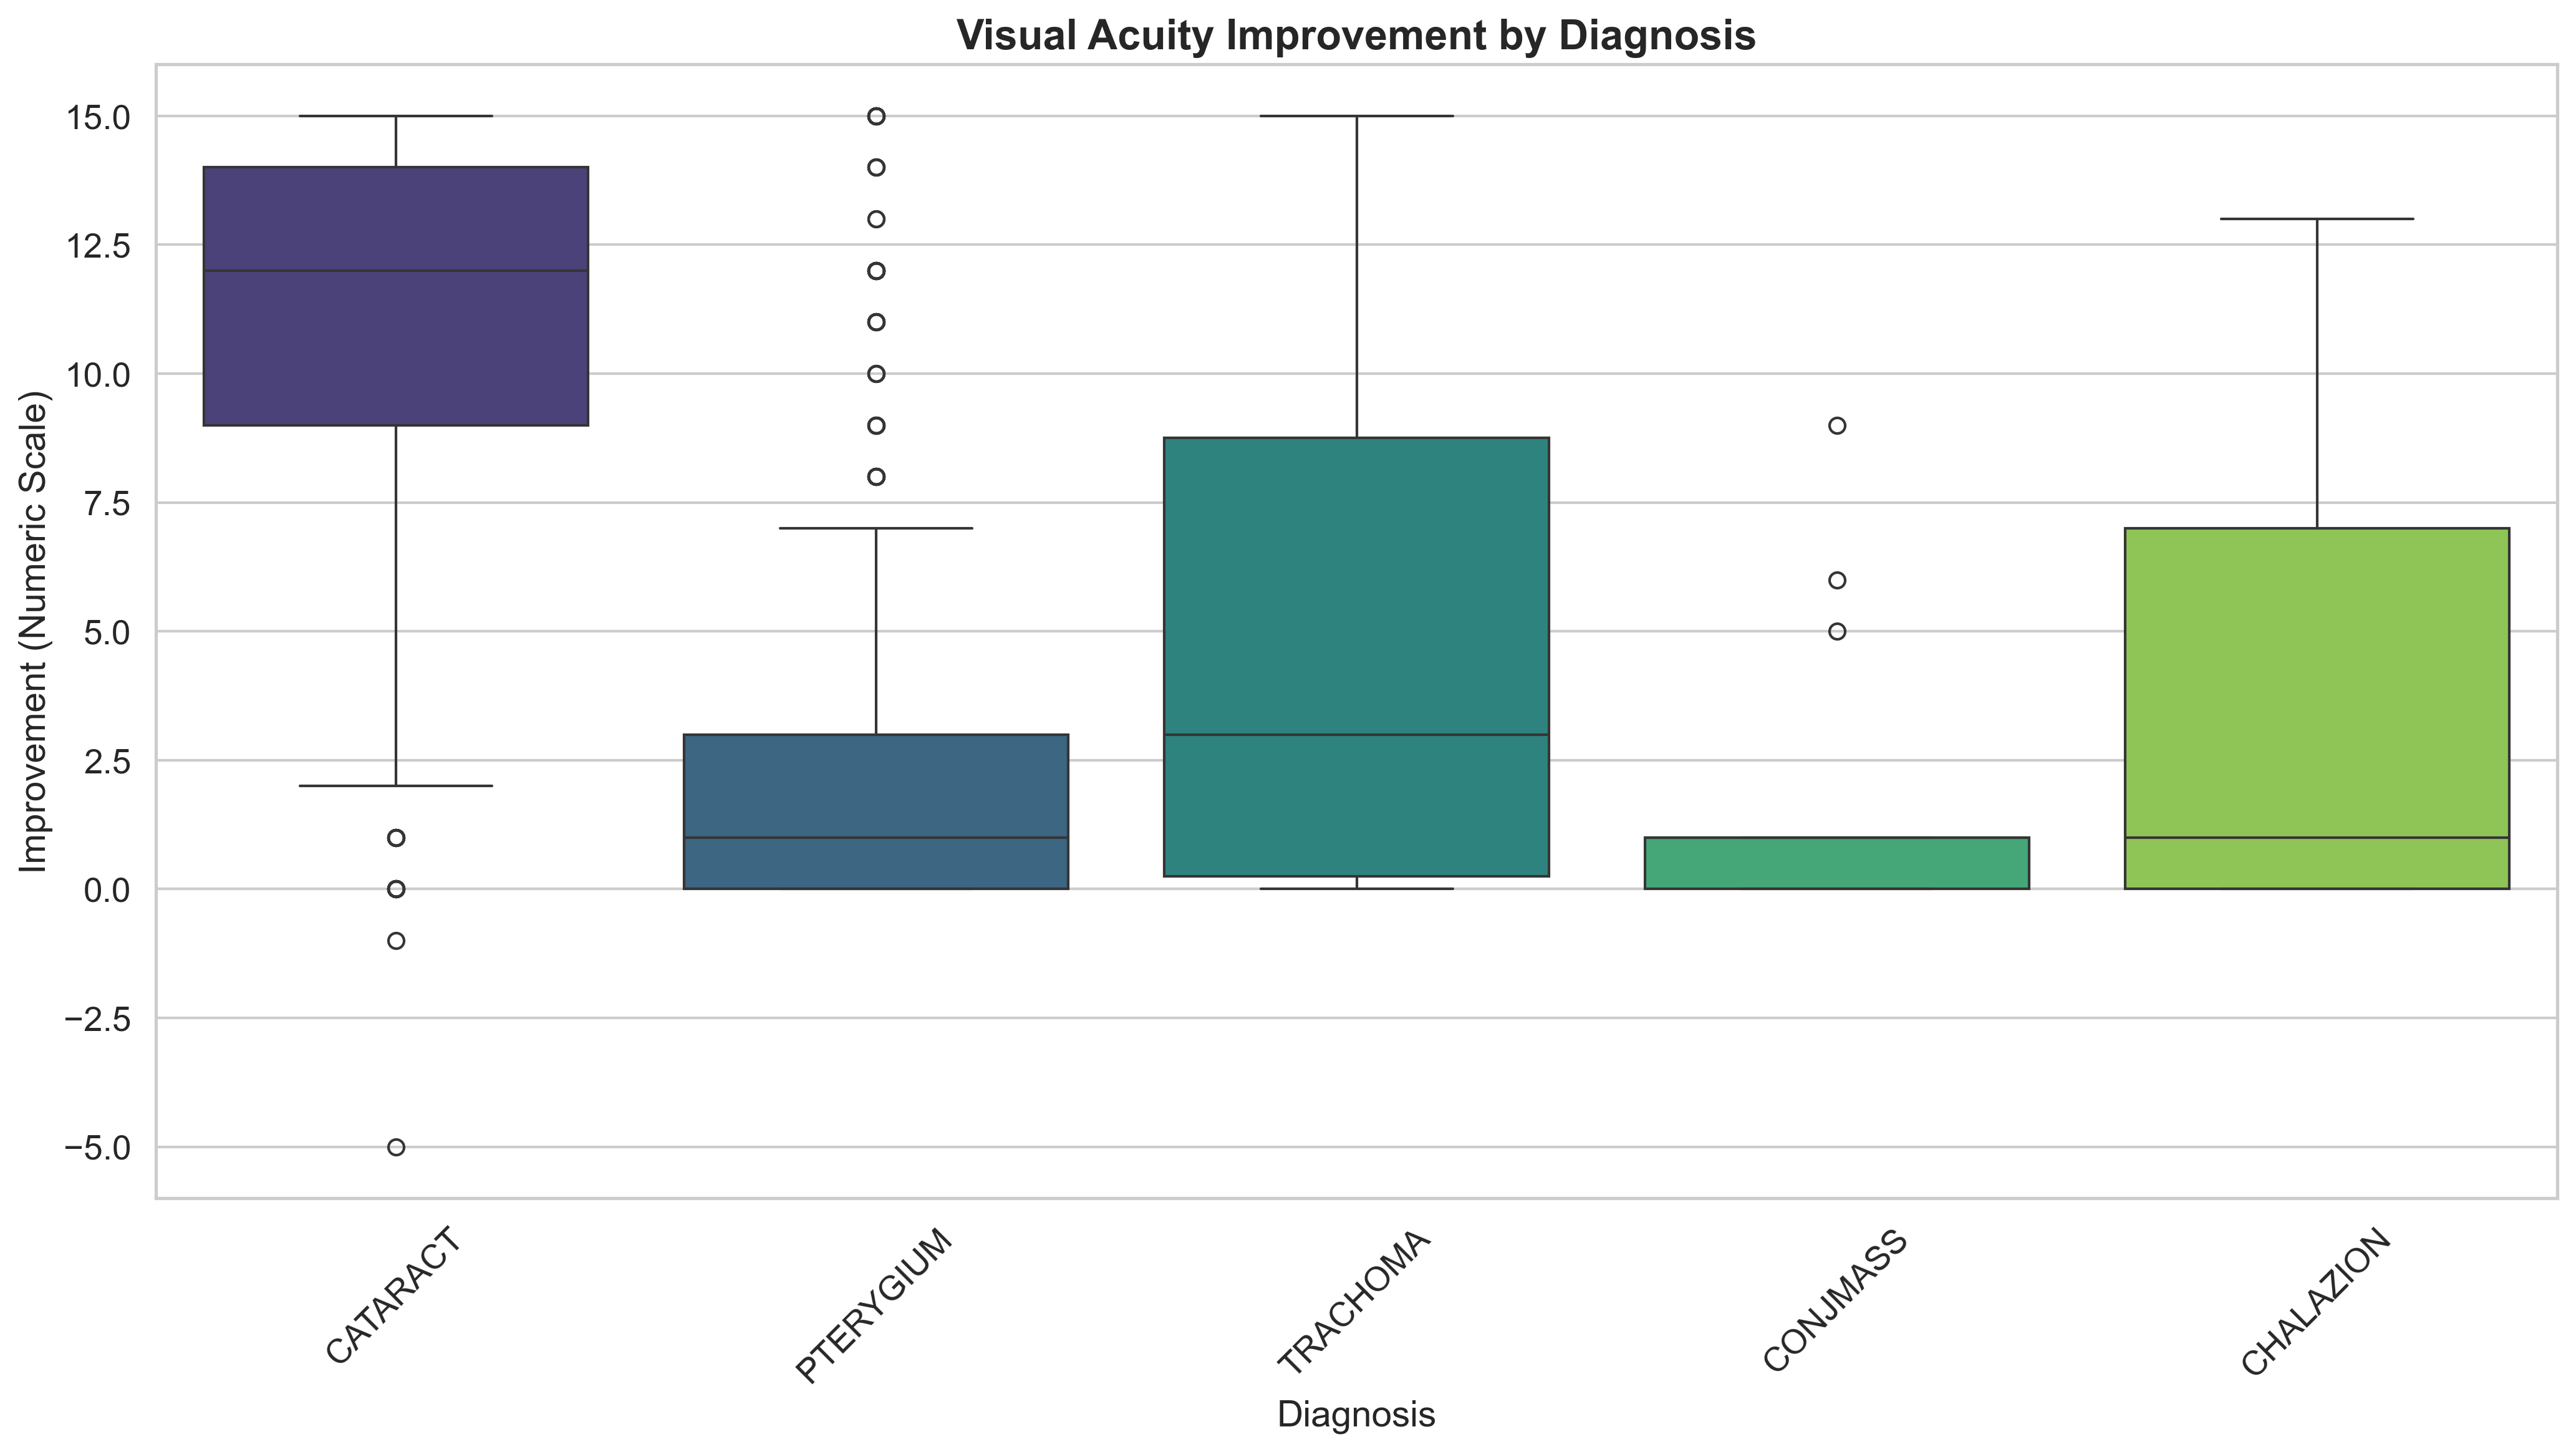 Visual Acuity Improvement by Diagnosis
15.0
12.5
10.0
7.5
5.0
2.5
0.0
−2.5
−5.0
Improvement (Numeric Scale)
CATARACT
PTERYGIUM
TRACHOMA
CONJMASS
CHALAZION
Diagnosis